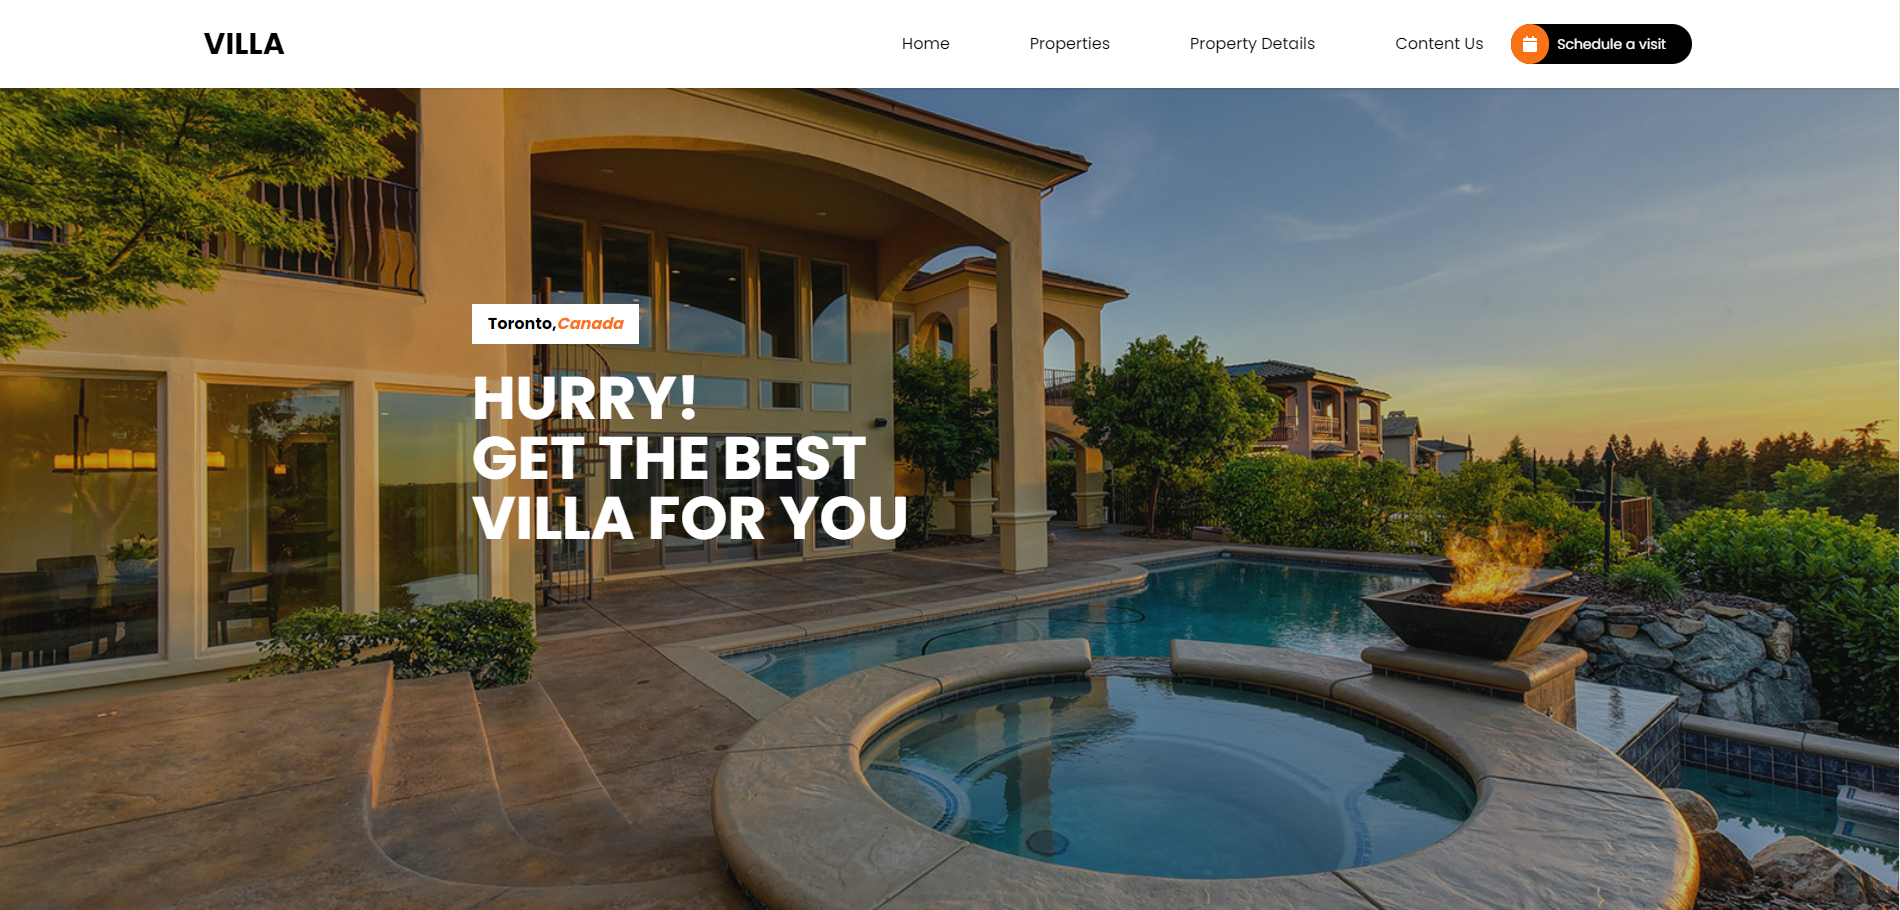 VILLA
Home
Properties
Property Details
Content Us
Schedule a visit
Toronto,Canada
HURRY!
GET THE BEST
VILLA FOR YOU